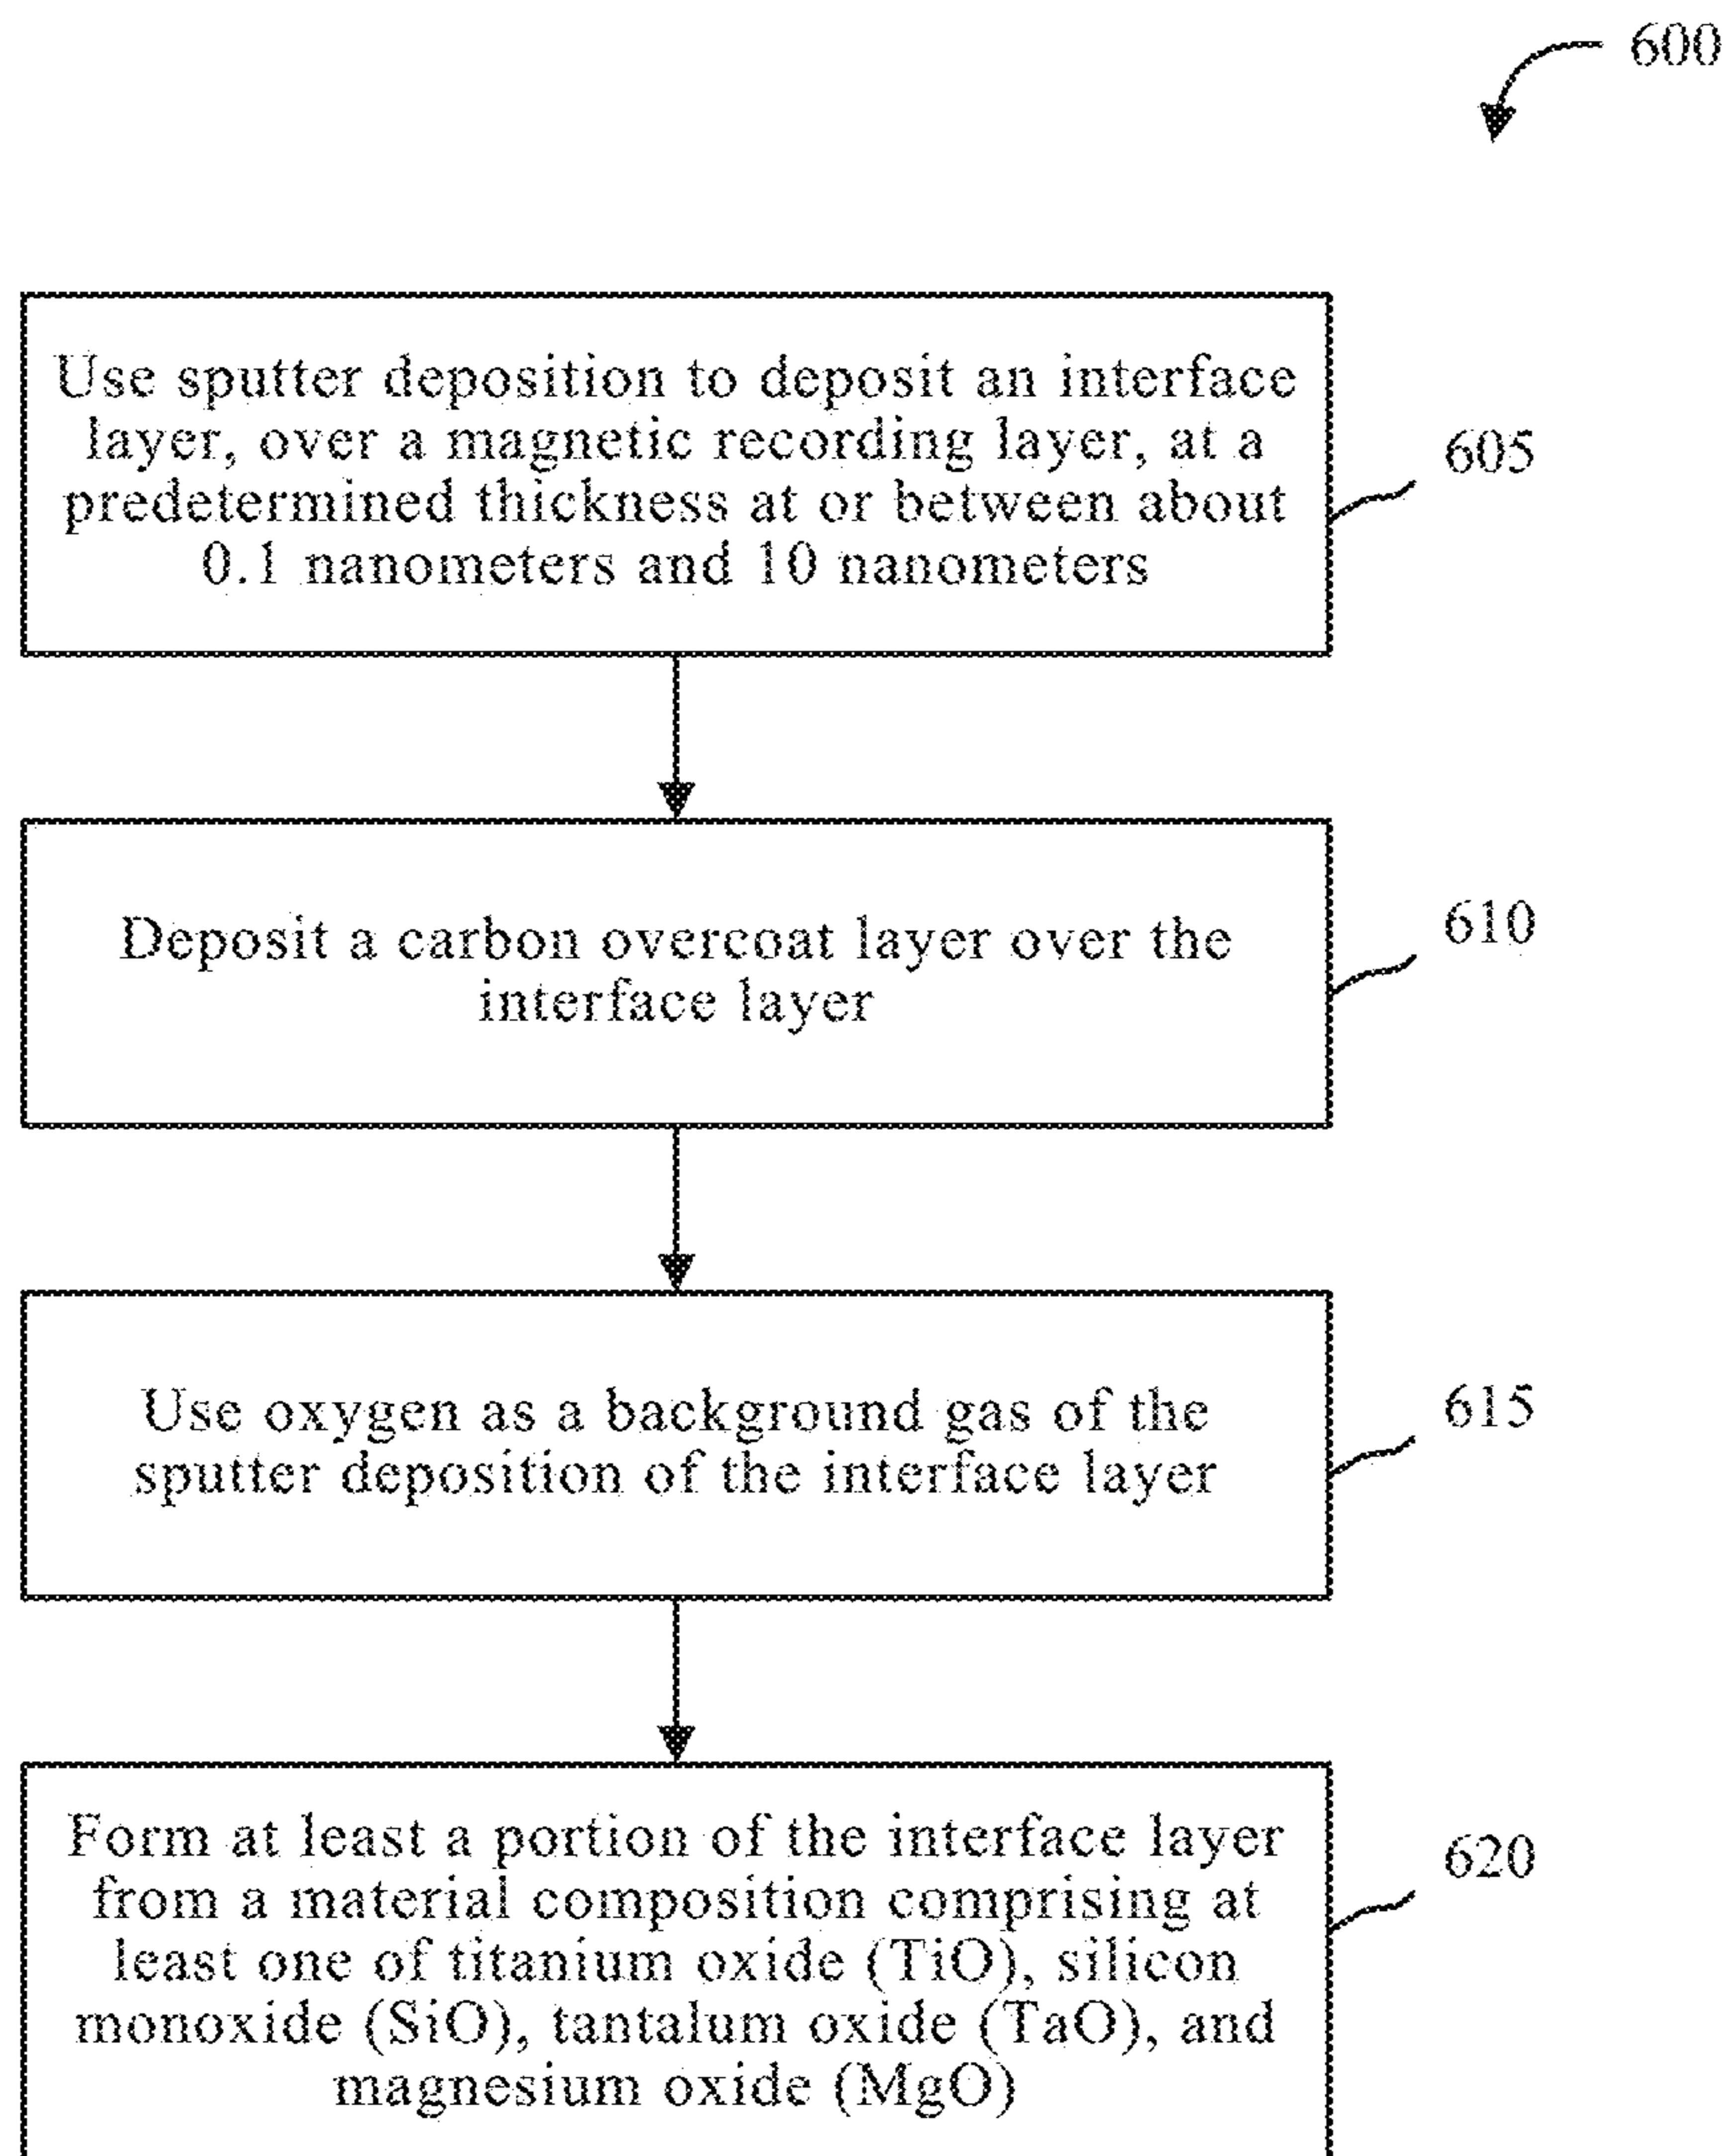 600
Use sputter deposition to deposit an interface
layer, over a magnetic recording layer, at a
predetermined thickness at or between about
0.1 nanometers and 10 nanometers
605
Deposit a carbon overcoat layer over the
interface layer
610
Use oxygen as a background gas of the
sputter deposition of the interface layer
615
Form at least a portion of the interface layer
from a material composition comprising at
least one of titanium oxide (TiO), silicon
monoxide (SiO), tantalum oxide (TaO), and
magnesium oxide (MgO)
620